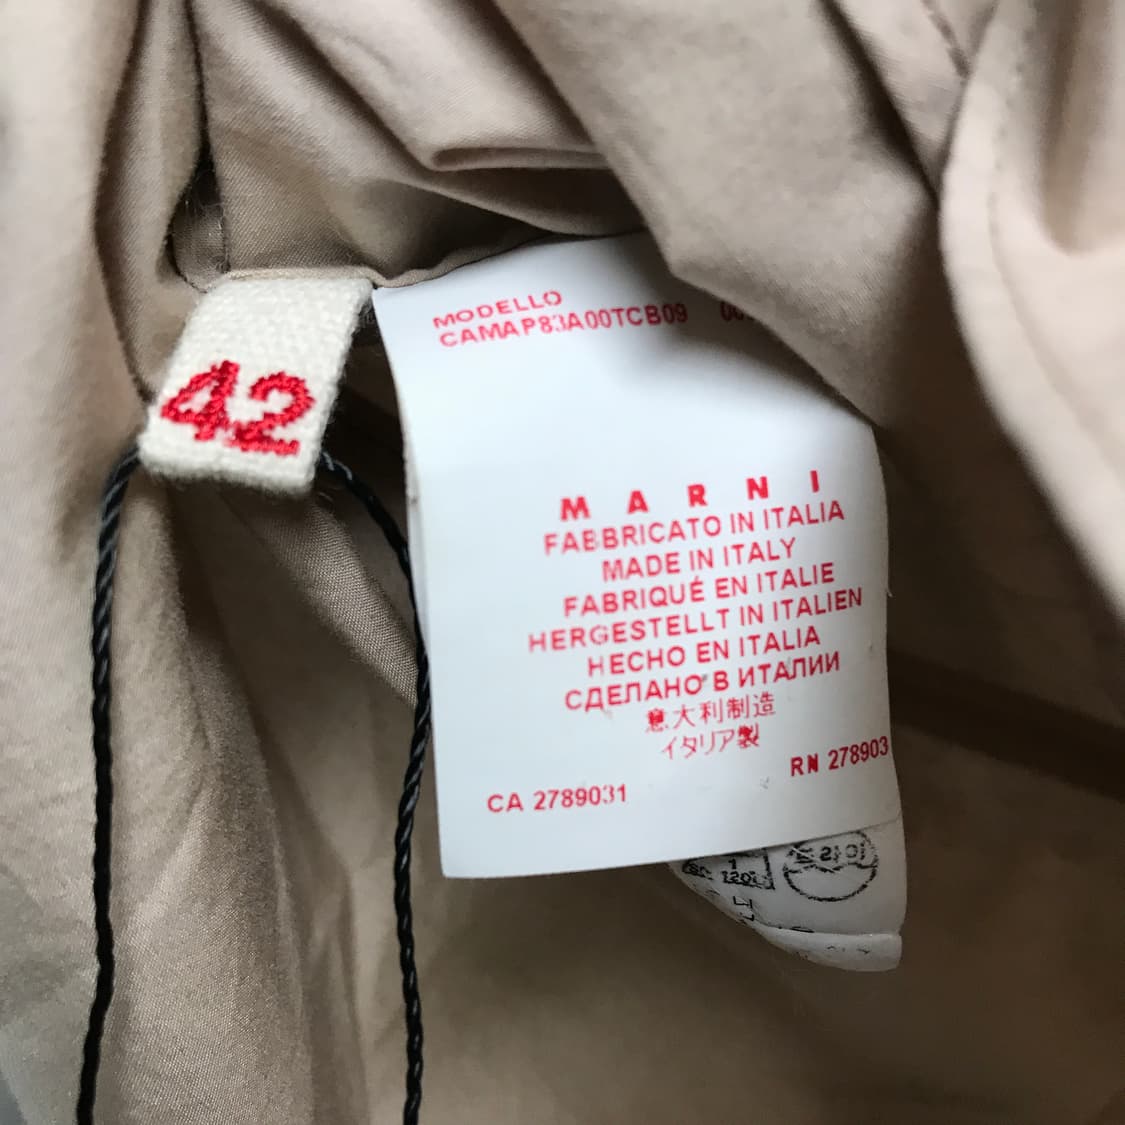 42
MODELLO
CAMAP83A00TCB09
MARNI
FABBRICATO IN ITALIA
MADE IN ITALY
FABRIQUÉ EN ITALIE
HERGESTELLT IN ITALIEN
HECHO EN ITALIA
СДЕЛАНО В ИТАЛИИ
意大利制造
イタリア製
RN 278903
CA 2789031